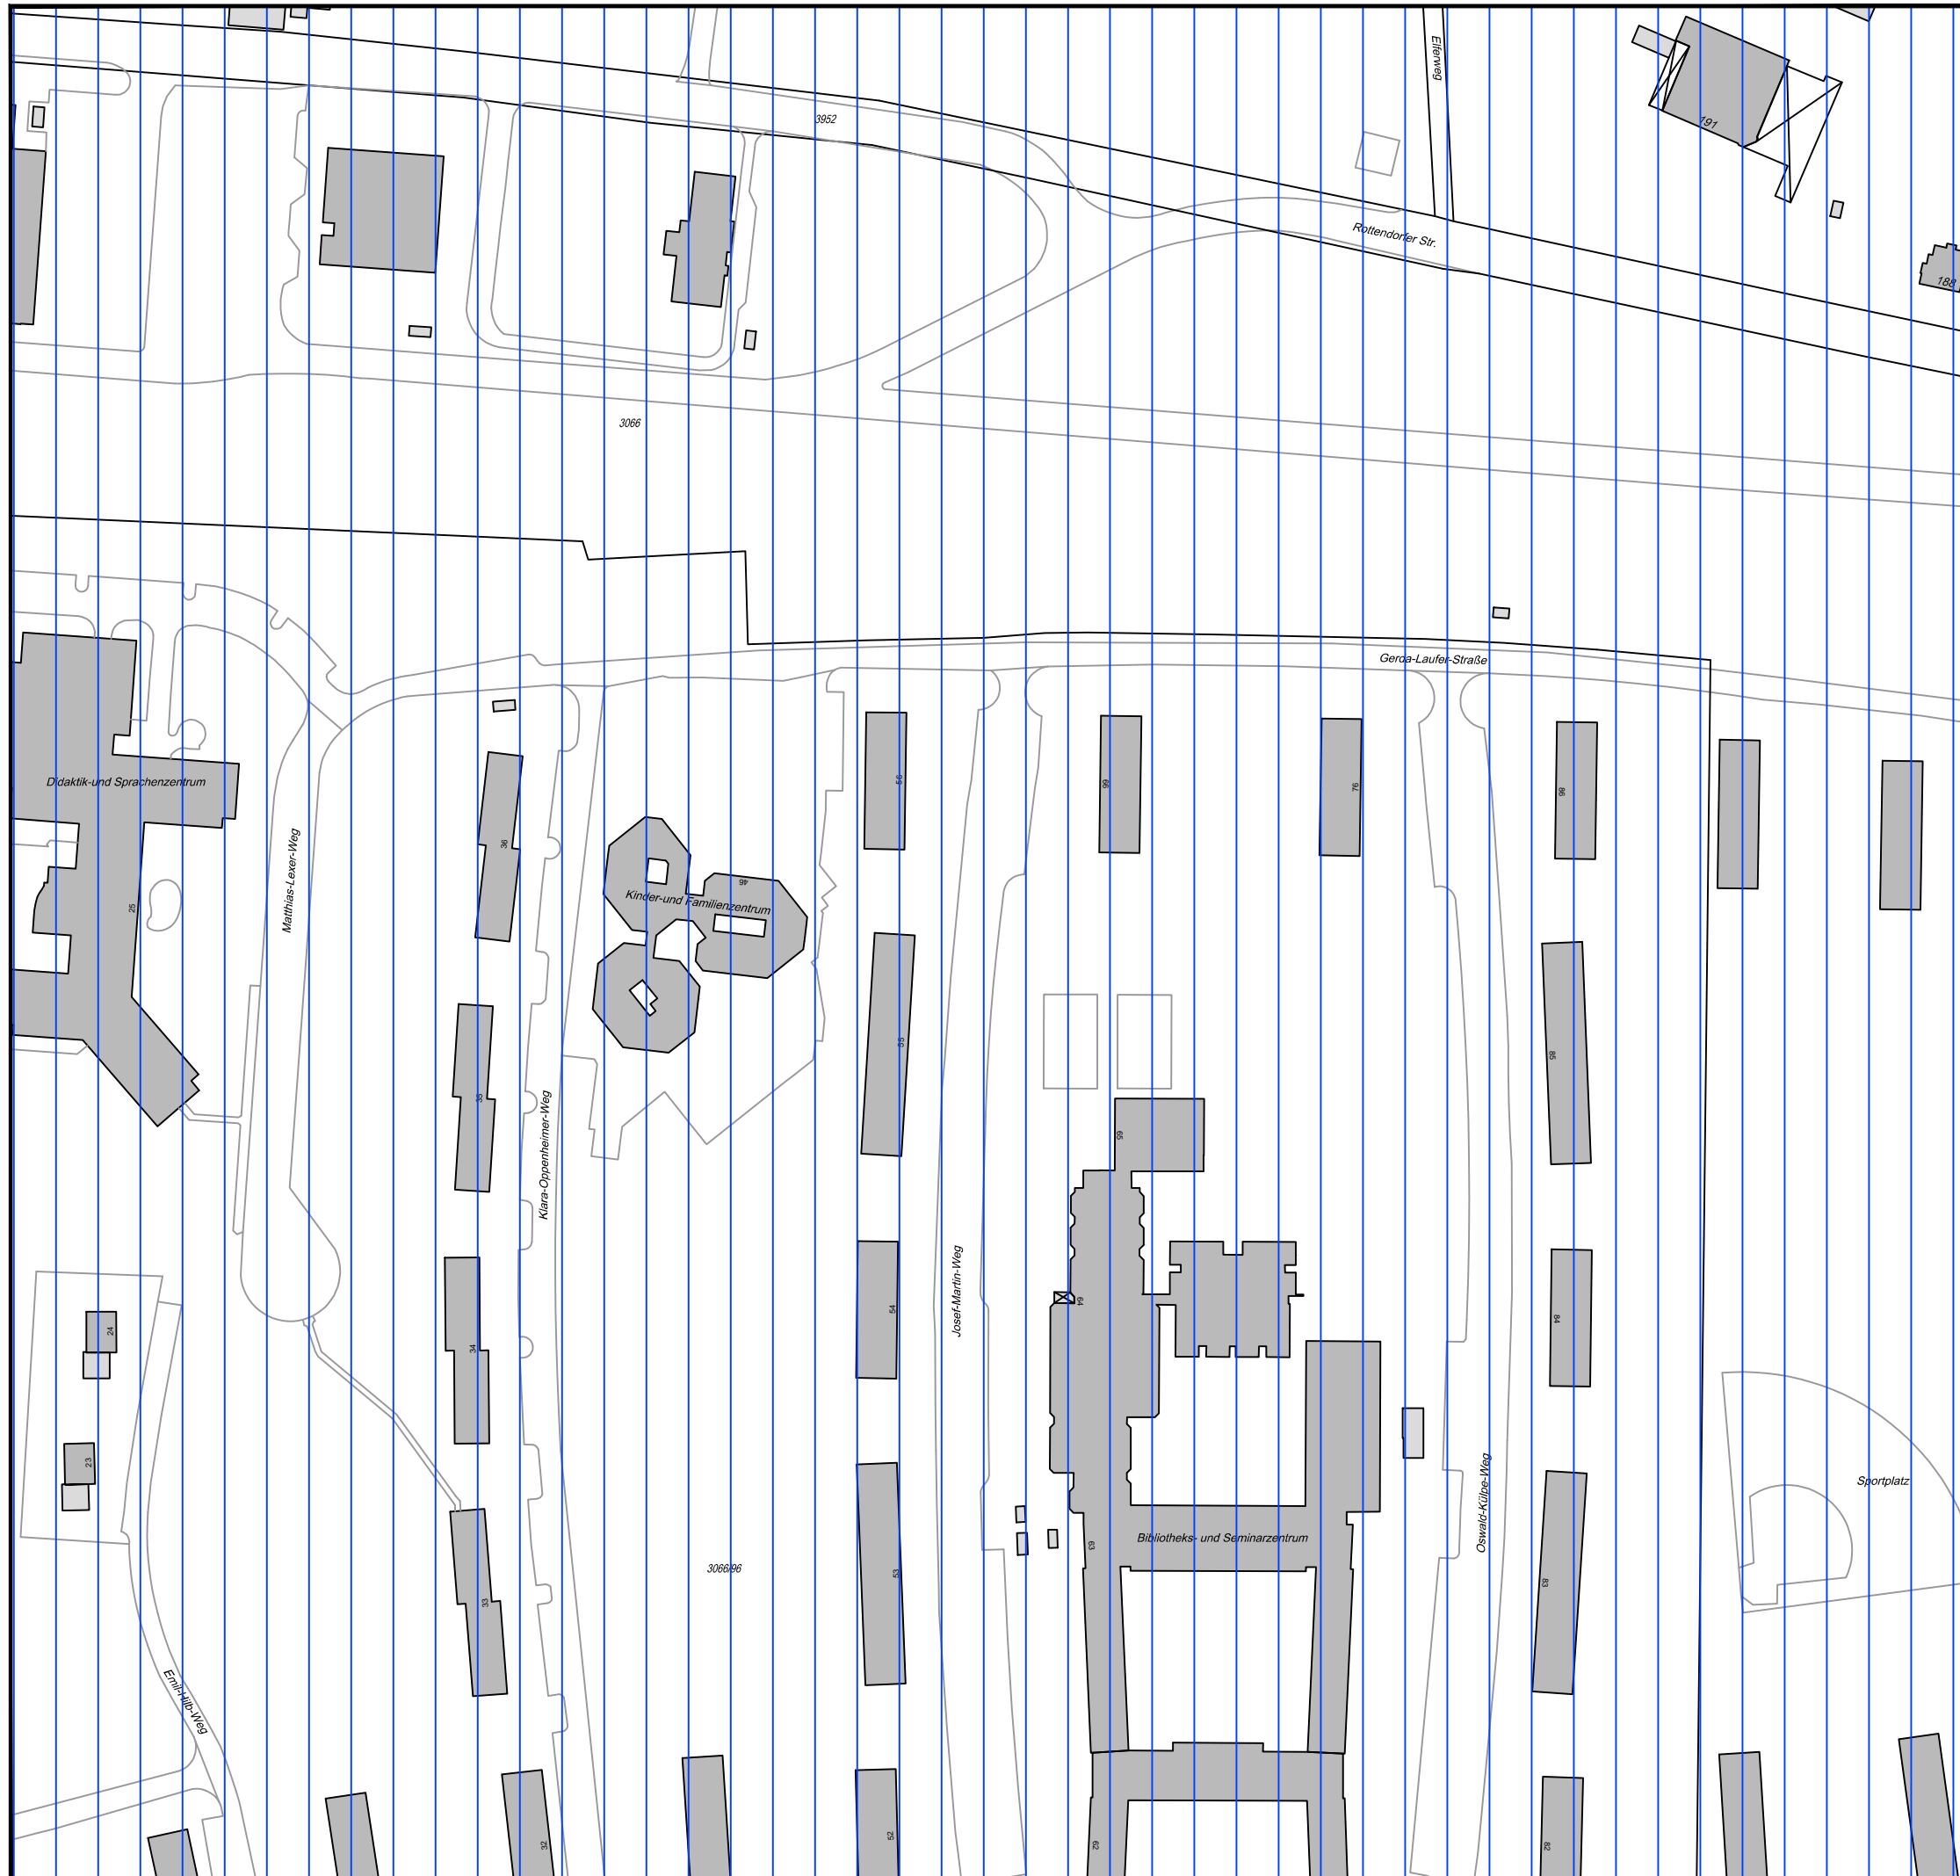 Elferweg
3952
191
Rottendorfer Str.
188
3066
Gerda-Laufer-Straße
Didaktik-und Sprachenzentrum
56
66
76
86
36
Matthias-Lexer-Weg
Kinder-und Familienzentrum
46
25
55
85
35
65
Klara-Oppenheimer-Weg
Josef-Martin-Weg
64
54
84
24
34
23
Sportplatz
Oswald-Külpe-Weg
Bibliotheks- und Seminarzentrum
63
53
83
33
3066/96
Emil-Hilb-Weg
32
52
62
82